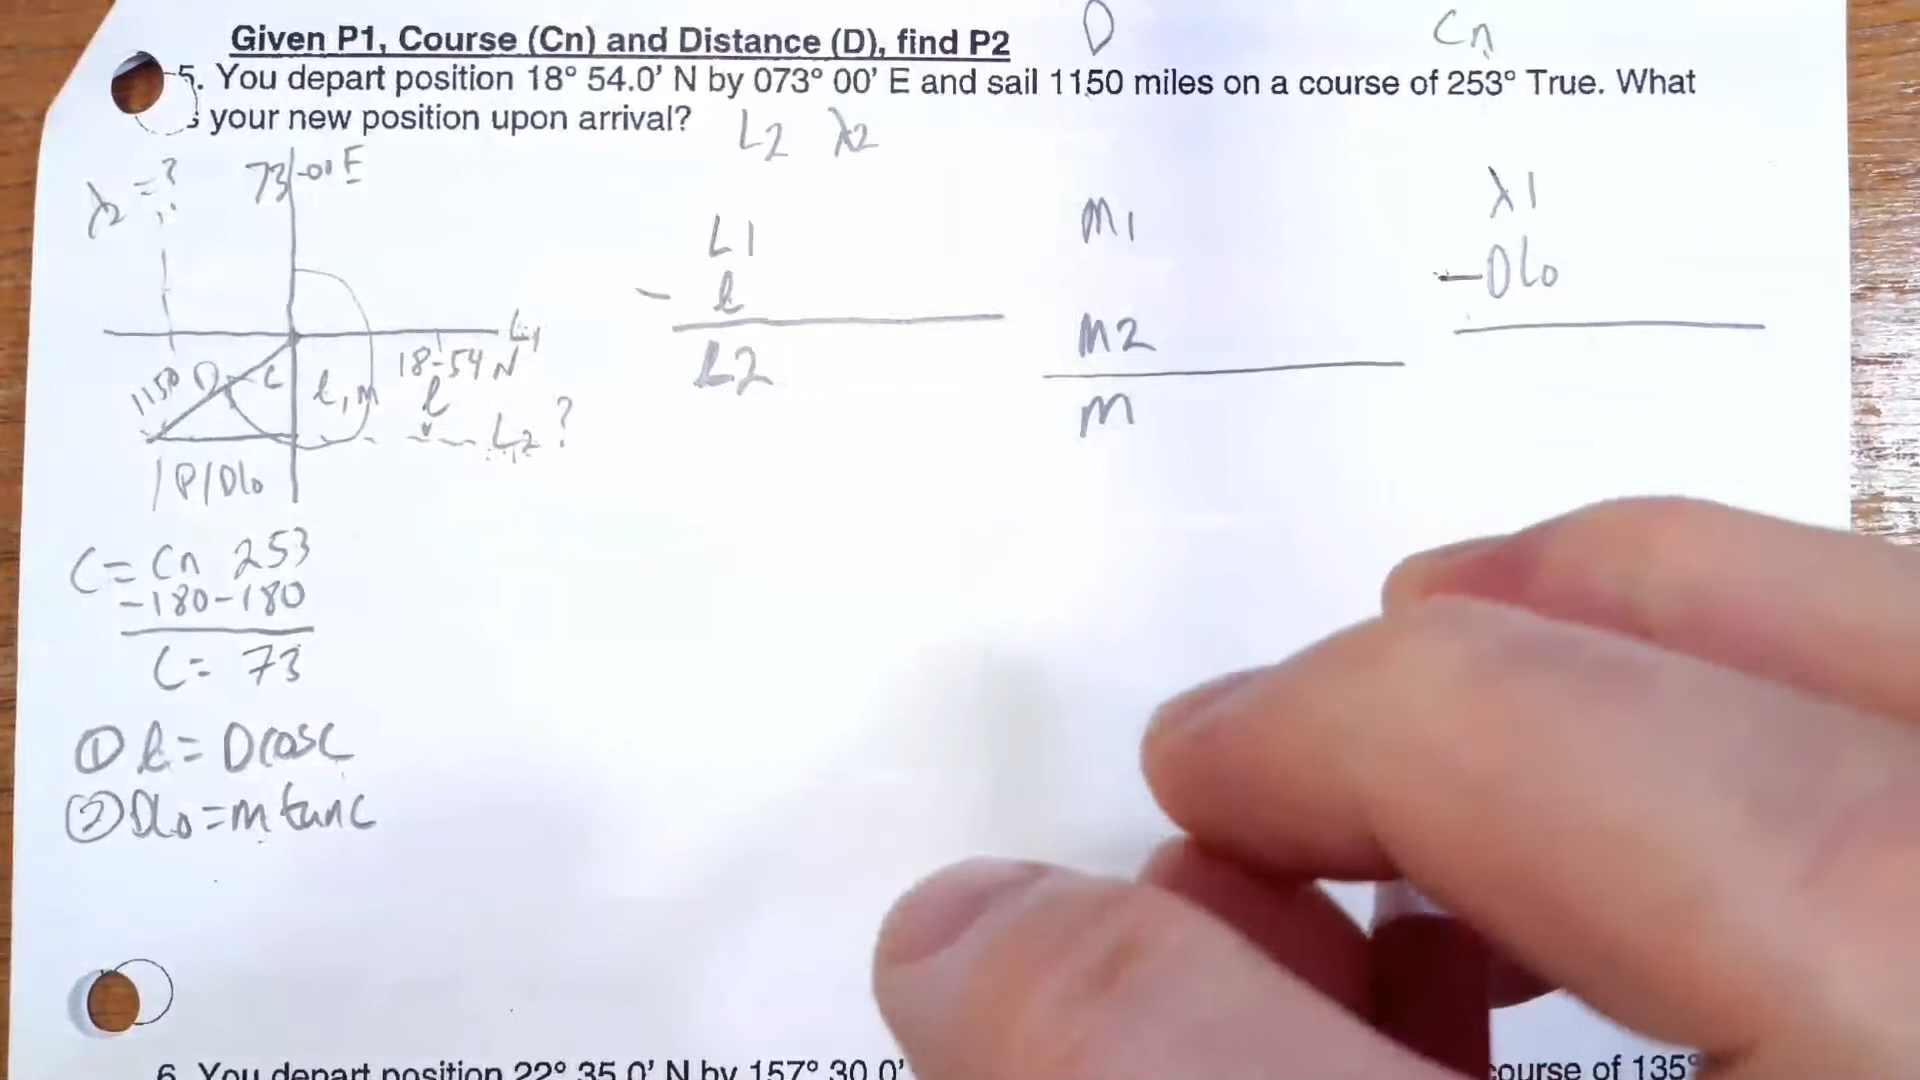 Given P1, Course (Cn) and Distance (D), find P2
D
Cn
5. You depart position 18° 54.0' N by 073° 00' E and sail 1150 miles on a course of 253° True. What
your new position upon arrival?
L2 λ2
λ2 = ?
73-00 E
L1
18-54 N
1150 D
C
l, m
l
L2 ?
P/Dlo
C = Cn 253
-180 -180
C = 73
① l = D cos C
② Dlo = m tan C
L1
- l
L2
M1
M2
m
λ1
- Dlo
6. You depart position 22° 35.0' N by 157° 30.0'
course of 135°